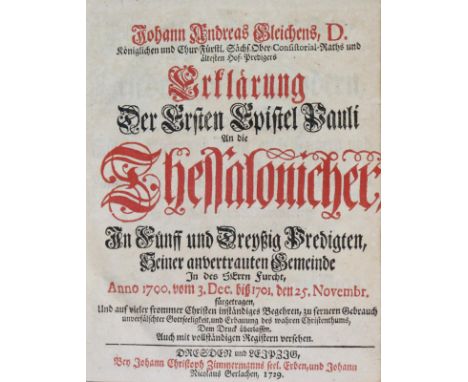 Johann Andreas Gleichens, D.
Königlichen und Chur-Fürstl. Sächs. Ober-Consistorial-Raths und
ältesten Hof-Predigers
Erklärung
Der Ersten Epistel Pauli
An die
Thessalonicher,
In Fünff und Dreyßig Predigten,
Seiner anvertrauten Gemeinde
In des HErrn Furcht,
Anno 1700. vom 3. Dec. biß 1701. den 25. Novembr.
fürgetragen,
Und auf vieler frommer Christen inständiges Begehren, zu fernern Gebrauch
unverfälschter Gottseeligkeit, und Erbauung des wahren Christenthums,
Dem Druck überlassen.
Auch mit vollständigen Registern versehen.
DRESDEN und LEIPZIG,
Bey Johann Christoph Zimmermanns seel. Erben, und Johann
Nicolaus Gerlachen, 1729.